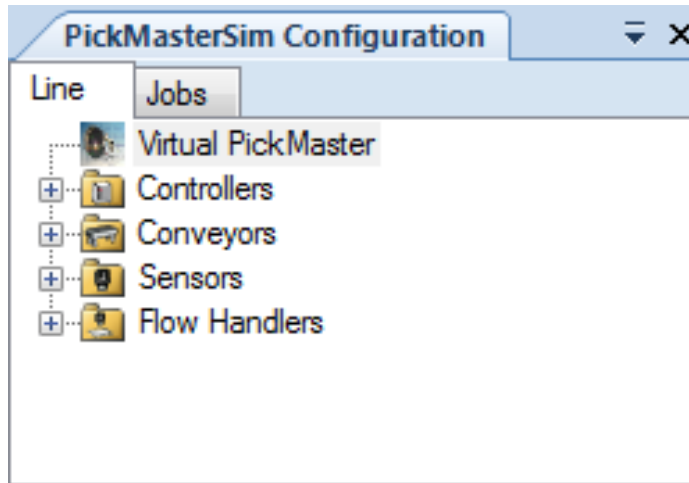 PickMasterSim Configuration
Line
Jobs
Virtual PickMaster
Controllers
Conveyors
Sensors
Flow Handlers